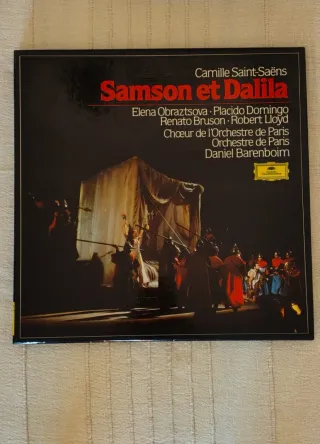 Camille Saint-Saëns
Samson et Dalila
Elena Obraztsova · Placido Domingo
Renato Bruson · Robert Lloyd
Chœur de l'Orchestre de Paris
Orchestre de Paris
Daniel Barenboim